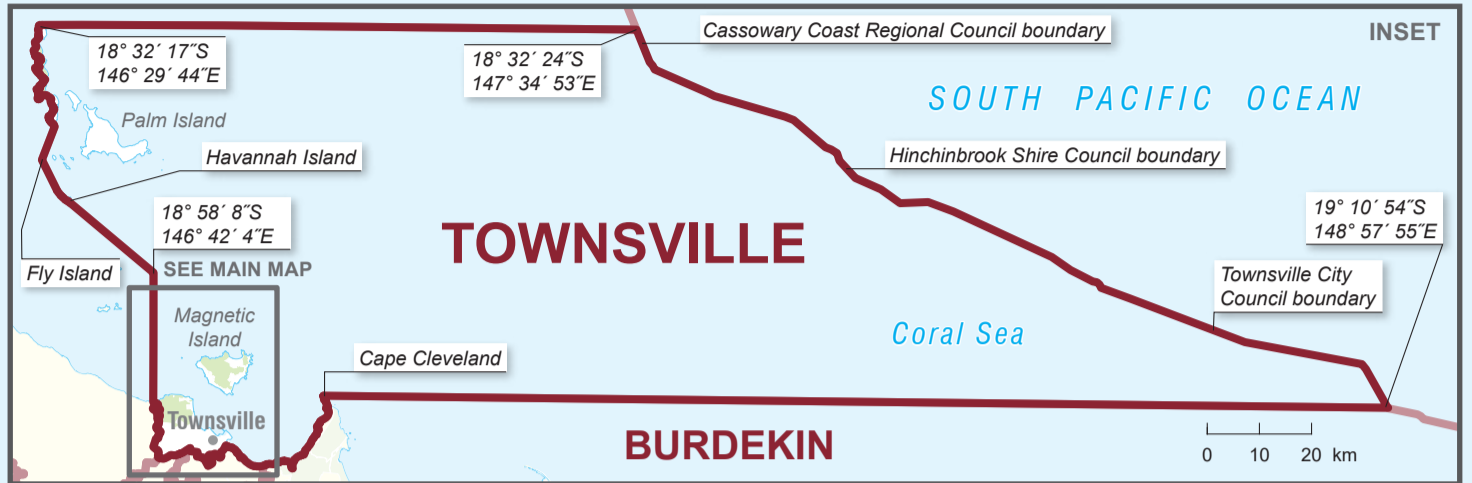 Cassowary Coast Regional Council boundary
INSET
18° 32´ 17˝S
146° 29´ 44˝E
18° 32´ 24˝S
147° 34´ 53˝E
SOUTH PACIFIC OCEAN
Palm Island
Havannah Island
Hinchinbrook Shire Council boundary
18° 58´ 8˝S
146° 42´ 4˝E
19° 10´ 54˝S
148° 57´ 55˝E
TOWNSVILLE
Fly Island
SEE MAIN MAP
Townsville City
Council boundary
Magnetic
Island
Coral Sea
Cape Cleveland
Townsville
BURDEKIN
0 10 20 km